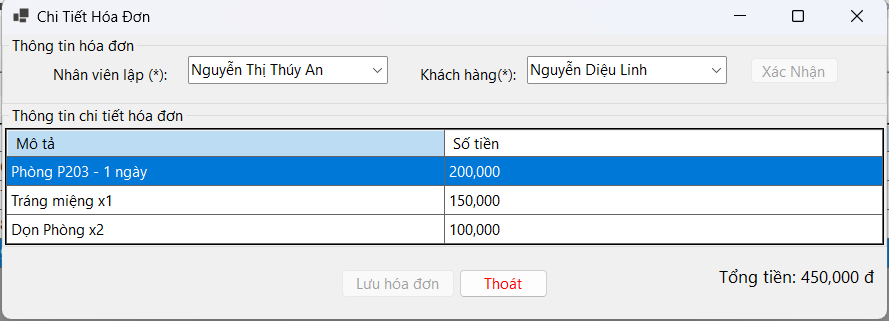 Chi Tiết Hóa Đơn
Thông tin hóa đơn
Nhân viên lập (*): Nguyễn Thị Thúy An Khách hàng(*): Nguyễn Diệu Linh Xác Nhận
Thông tin chi tiết hóa đơn
Mô tả Số tiền
Phòng P203 - 1 ngày 200,000
Tráng miệng x1 150,000
Dọn Phòng x2 100,000
Lưu hóa đơn Thoát Tổng tiền: 450,000 đ